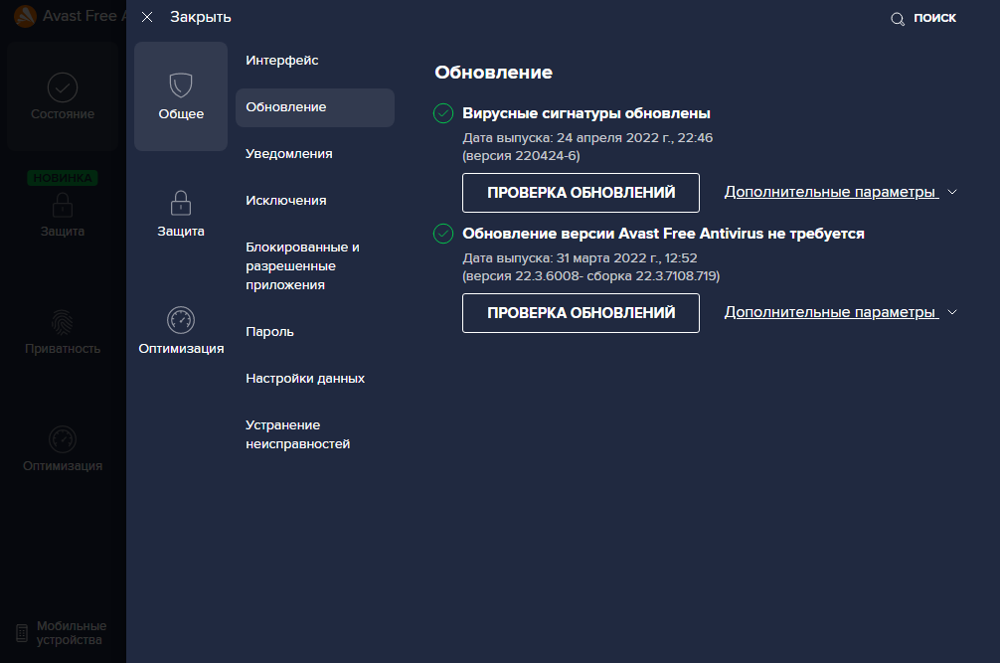 Avast Free A
Закрыть
ПОИСК
Состояние
НОВИНКА
Защита
Приватность
Оптимизация
Мобильные
устройства
Общее
Защита
Оптимизация
Интерфейс
Обновление
Уведомления
Исключения
Блокированные и
разрешенные
приложения
Пароль
Настройки данных
Устранение
неисправностей
Обновление
Вирусные сигнатуры обновлены
Дата выпуска: 24 апреля 2022 г., 22:46
(версия 220424-6)
ПРОВЕРКА ОБНОВЛЕНИЙ
Дополнительные параметры
Обновление версии Avast Free Antivirus не требуется
Дата выпуска: 31 марта 2022 г., 12:52
(версия 22.3.6008- сборка 22.3.7108.719)
ПРОВЕРКА ОБНОВЛЕНИЙ
Дополнительные параметры